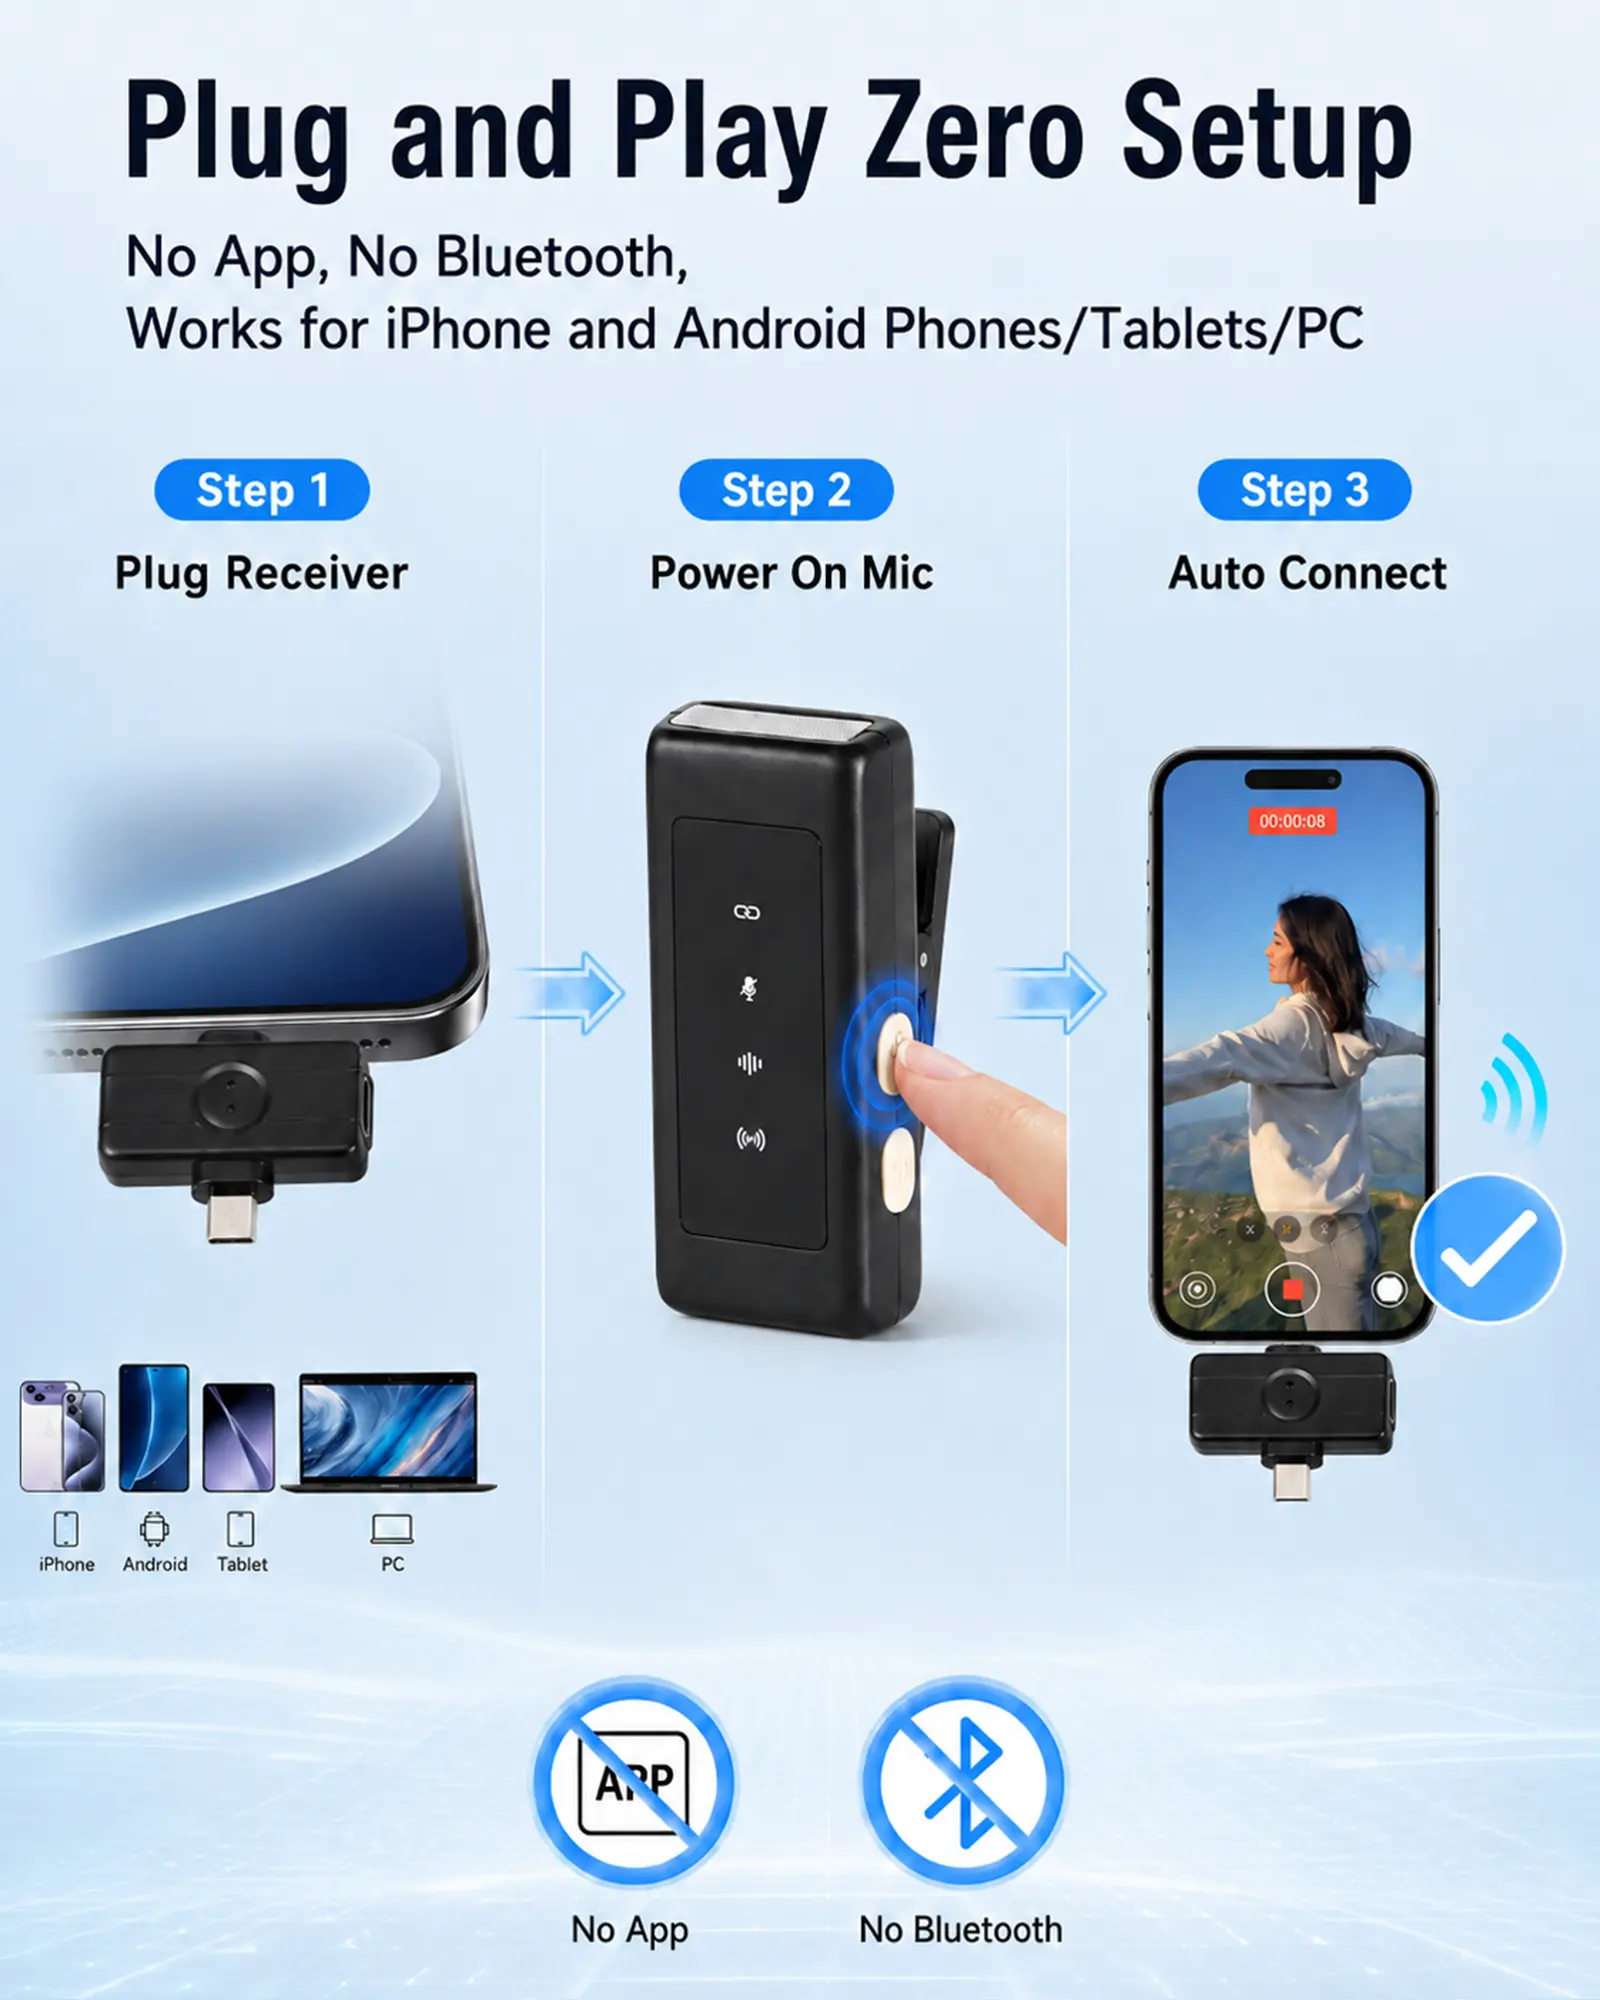 Plug and Play Zero Setup
No App, No Bluetooth,
Works for iPhone and Android Phones/Tablets/PC
Step 1
Plug Receiver
Step 2
Power On Mic
Step 3
Auto Connect
00:00:08
iPhone
Android
Tablet
PC
APP
No App
No Bluetooth